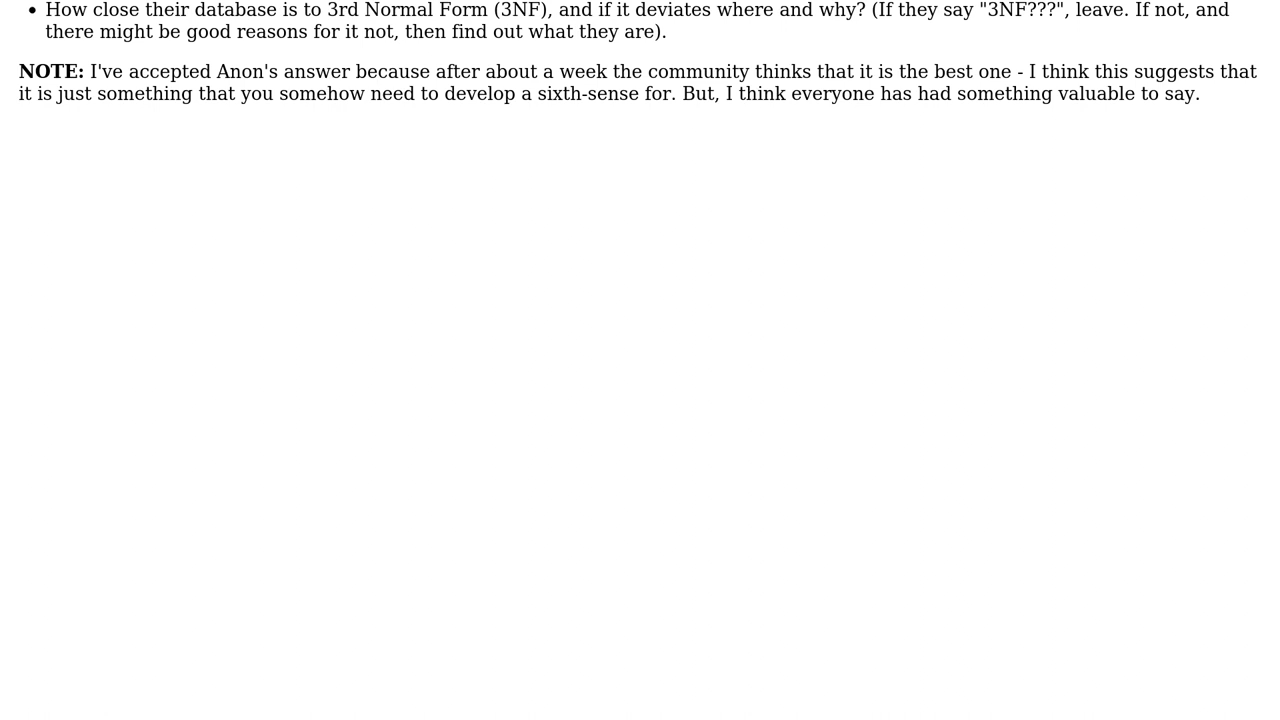 • How close their database is to 3rd Normal Form (3NF), and if it deviates where and why? (If they say "3NF???", leave. If not, and
there might be good reasons for it not, then find out what they are).
NOTE: I've accepted Anon's answer because after about a week the community thinks that it is the best one - I think this suggests that
it is just something that you somehow need to develop a sixth-sense for. But, I think everyone has had something valuable to say.